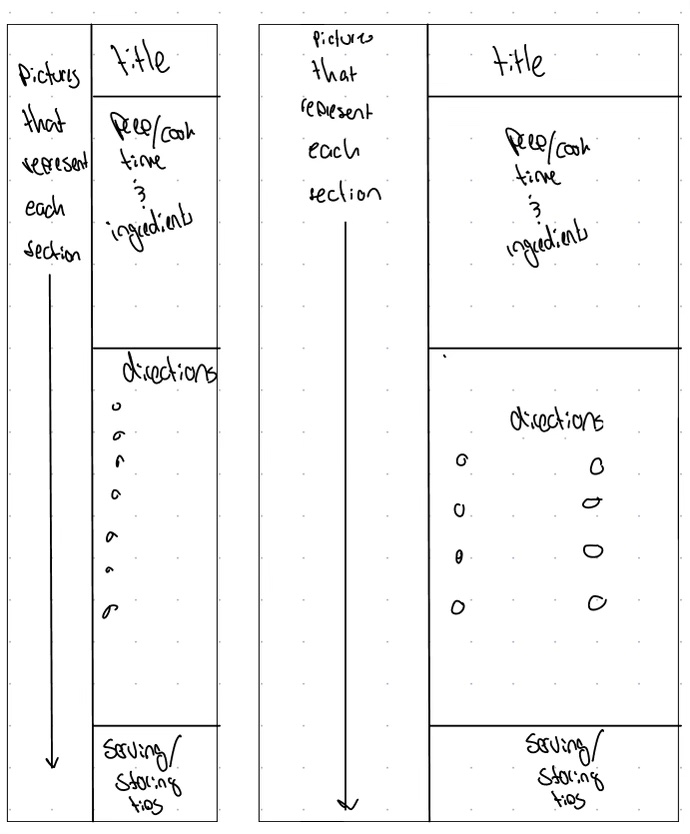 Pictures
that
represent
each
section
title
prep/cook
time
&
ingredients
directions
serving/
storing
tips
Pictures
that
represent
each
section
title
prep/cook
time
&
ingredients
directions
serving/
storing
tips